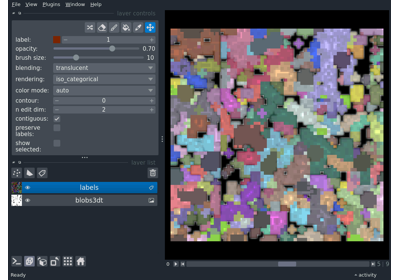 File View Plugins Window Help
layer controls
label: 1
opacity: 0.70
brush size: 10
blending: translucent
rendering: iso_categorical
color mode: auto
contour: 0
n edit dim: 2
contiguous:
preserve
labels:
show
selected:
layer list
labels
blobs3dt
Ready
activity